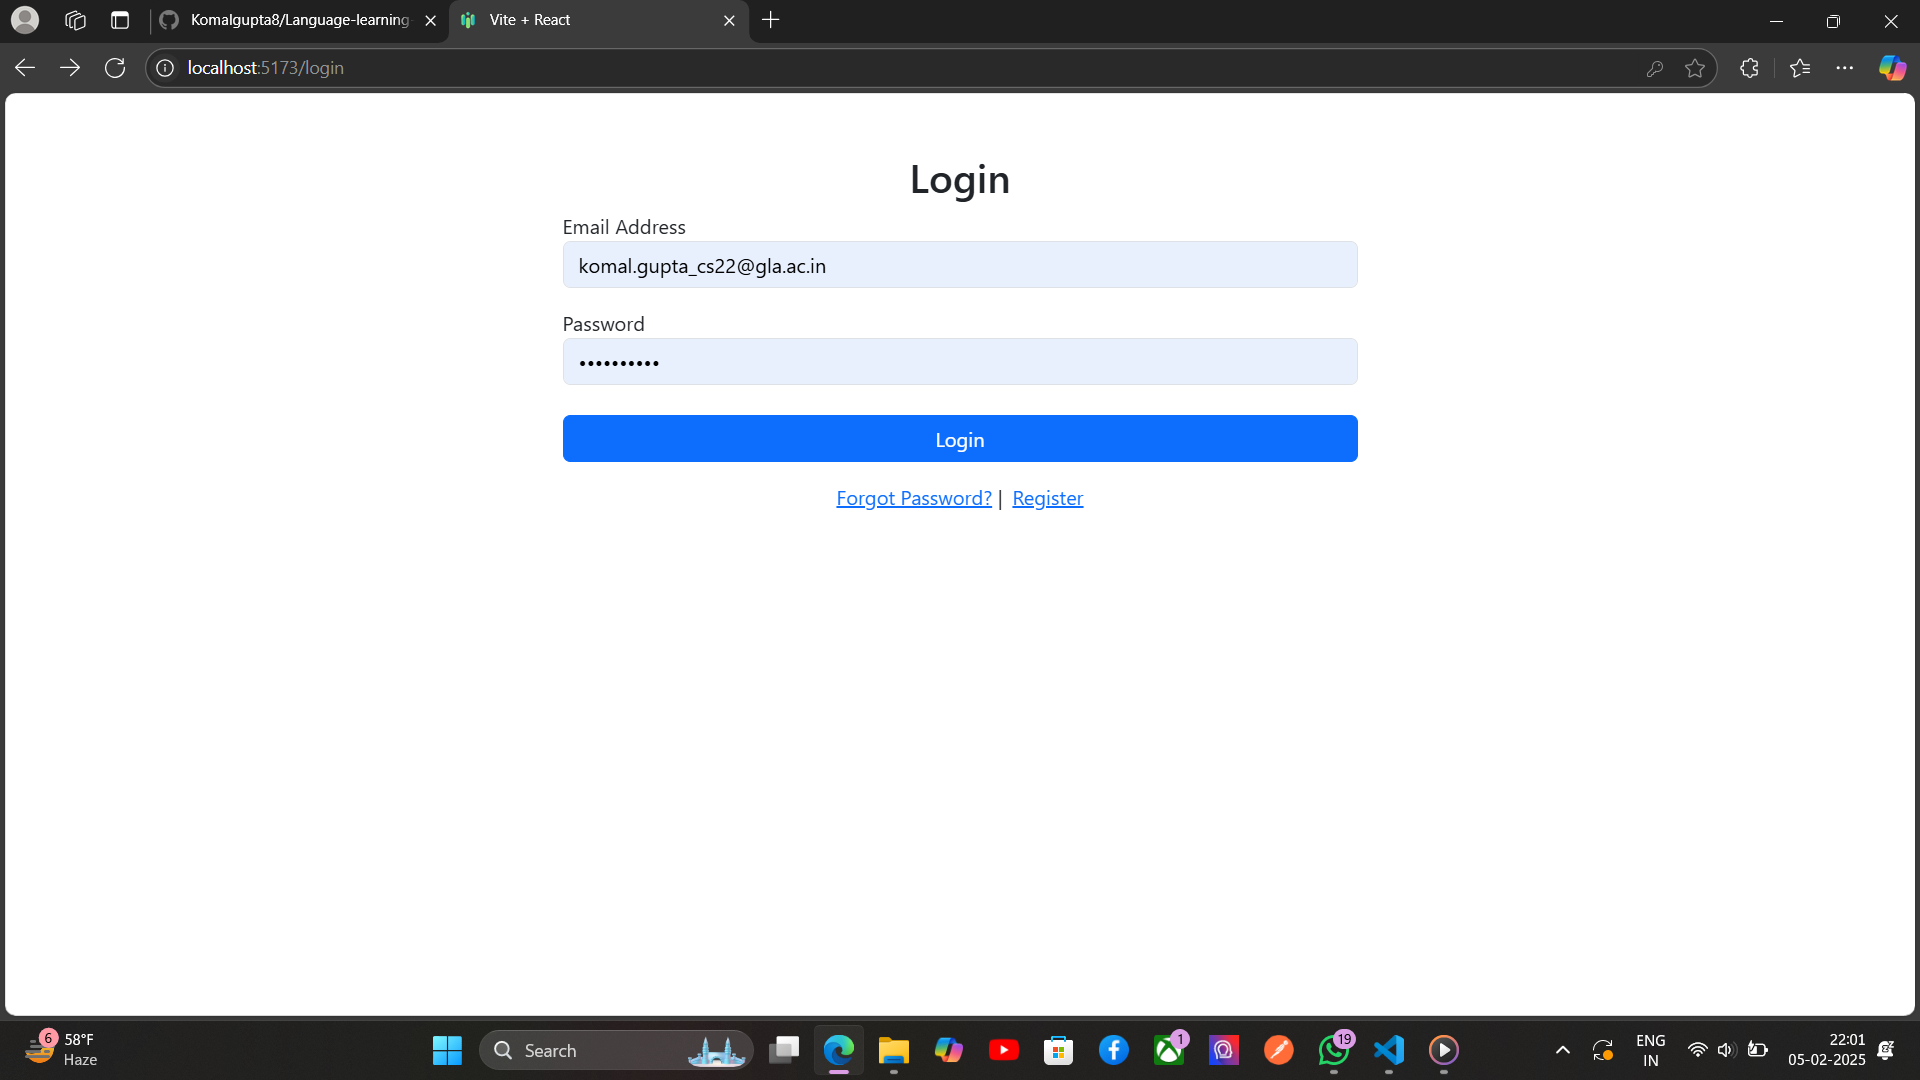 Komalgupta8/Language-learning
Vite + React
localhost:5173/login
Login
Email Address
komal.gupta_cs22@gla.ac.in
Password
••••••••••
Login
Forgot Password? | Register
6
58°F
Haze
Search
1
19
ENG
IN
22:01
05-02-2025